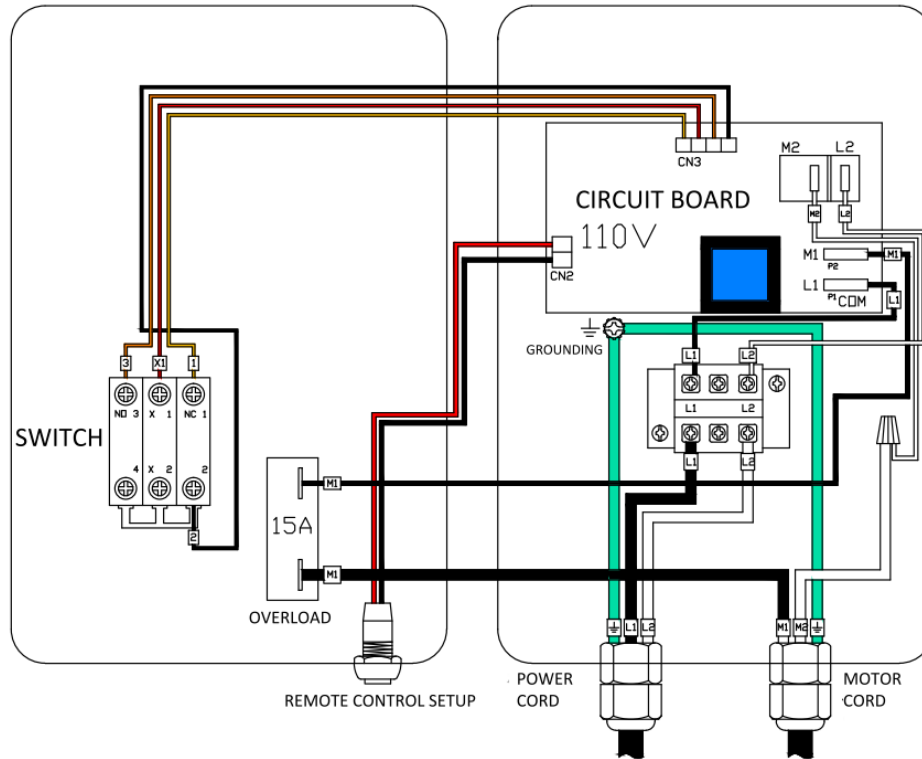 M2 L2
CN3
CIRCUIT BOARD
110V
M2 L2
M1 P2 M1
CN2
L1 P1 COM L1
GROUNDING
L1 L2
3 X1 1
NO 3 X 1 NC 1
L1 L2
SWITCH
4 X 2 2
L1 L2
M1
15A
2
M1
OVERLOAD
L1 L2 M1 M2
POWER
CORD
MOTOR
CORD
REMOTE CONTROL SETUP